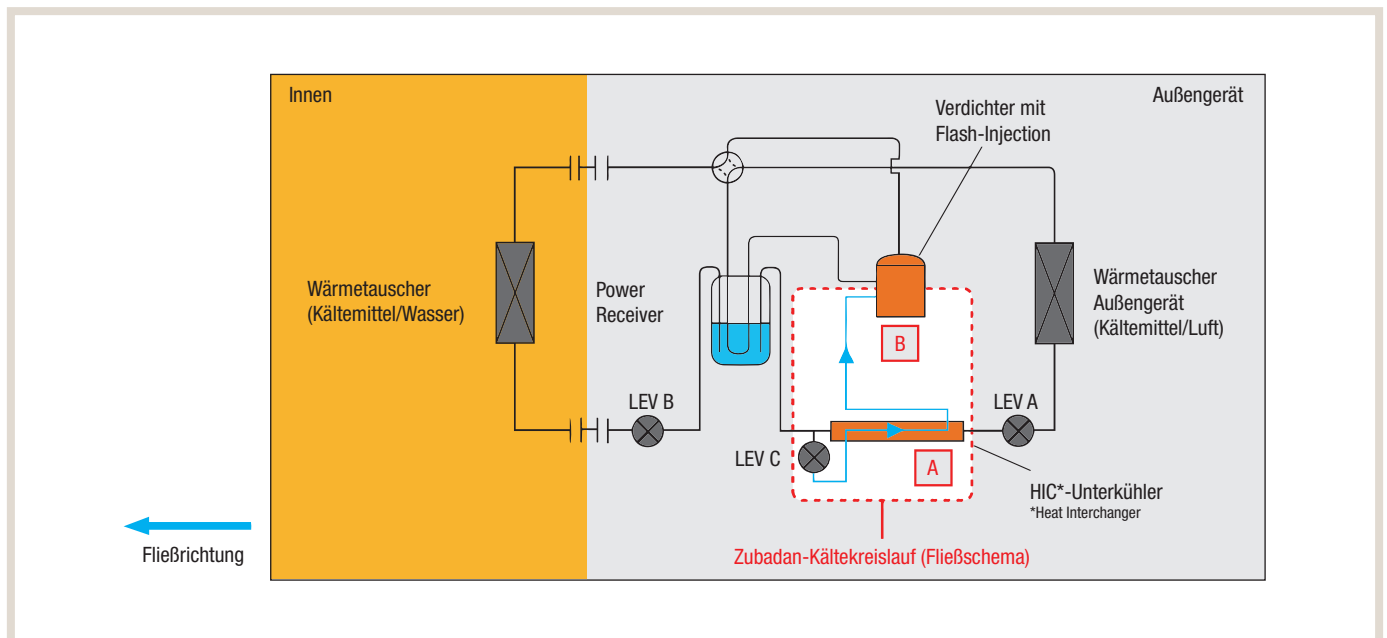 Innen
Außengerät
Verdichter mit
Flash-Injection
Wärmetauscher
(Kältemittel/Wasser)
Power
Receiver
Wärmetauscher
Außengerät
(Kältemittel/Luft)
B
LEV B
LEV A
LEV C
A
HIC*-Unterkühler
*Heat Interchanger
Fließrichtung
Zubadan-Kältekreislauf (Fließschema)